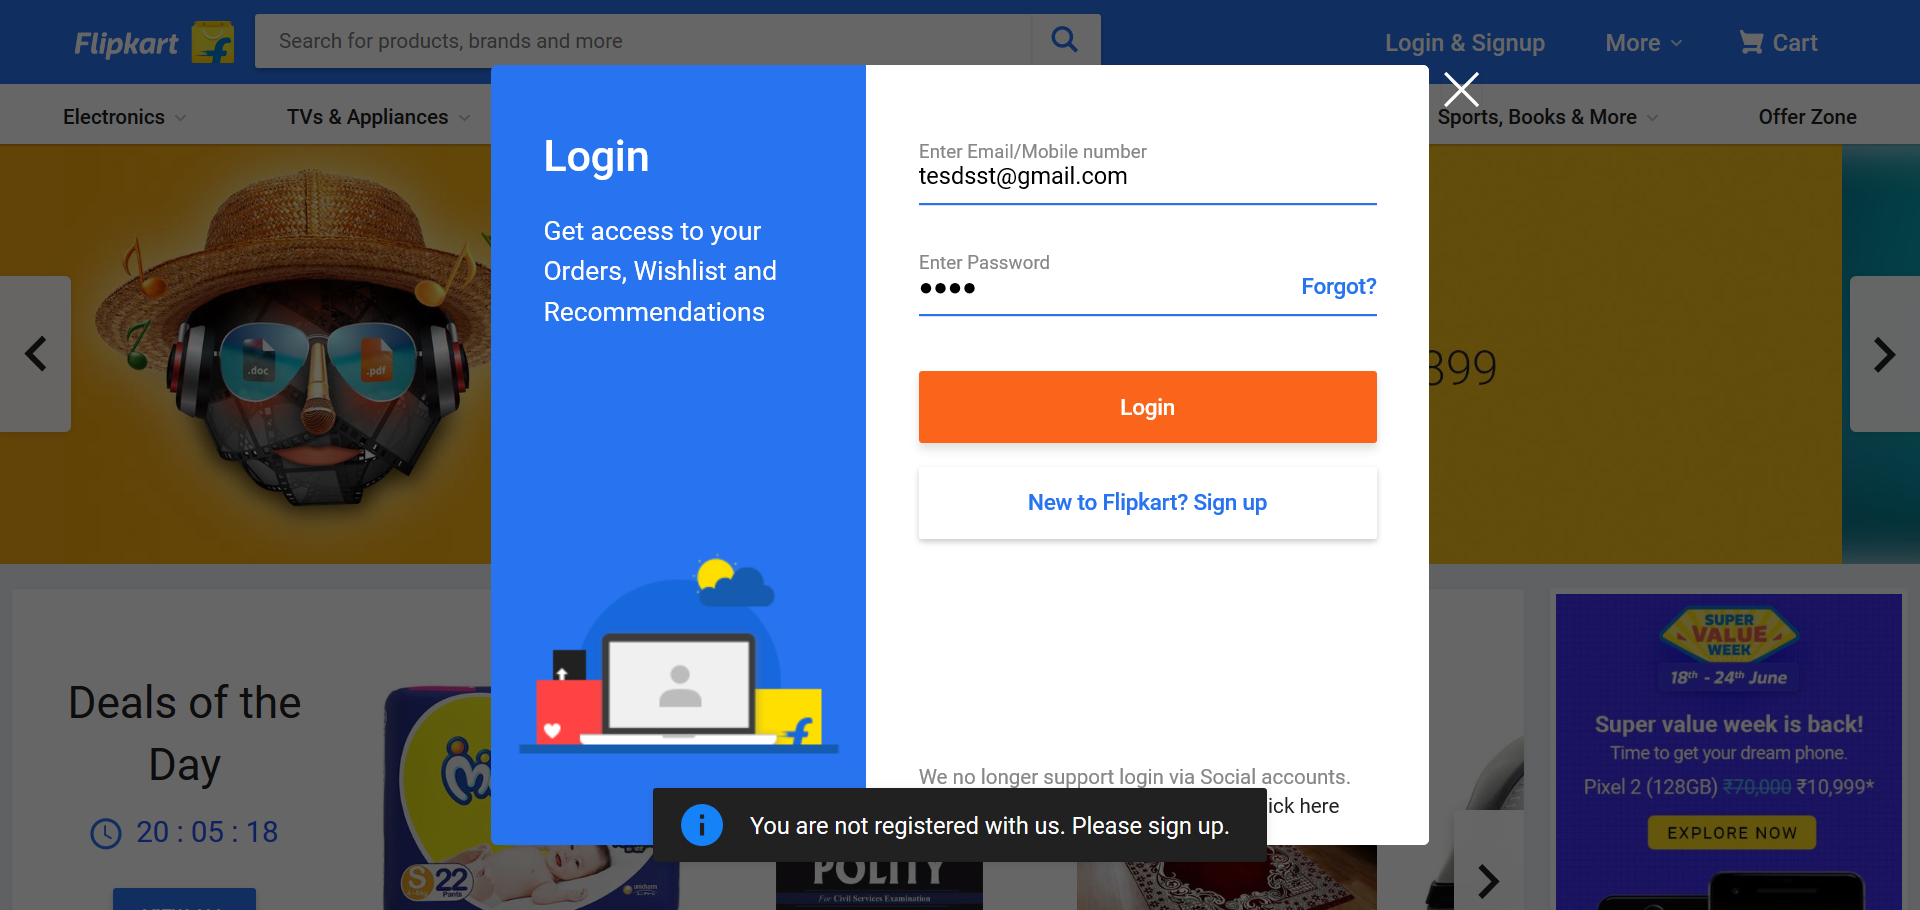 Flipkart
Search for products, brands and more
Login & Signup
More
Cart
Electronics
TVs & Appliances
Sports, Books & More
Offer Zone
Login
Get access to your
Orders, Wishlist and
Recommendations
Enter Email/Mobile number
tesdsst@gmail.com
Enter Password
Forgot?
Login
New to Flipkart? Sign up
We no longer support login via Social accounts.
ick here
You are not registered with us. Please sign up.
.doc
.pdf
899
Deals of the
Day
20 : 05 : 18
S 22
Pants
unicharm
POLITY
For Civil Services Examination
SUPER
VALUE
WEEK
18th - 24th June
Super value week is back!
Time to get your dream phone.
Pixel 2 (128GB) ₹70,000 ₹10,999*
EXPLORE NOW